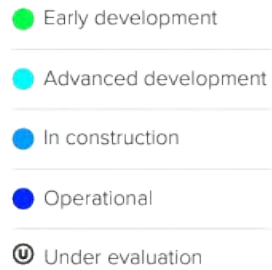 Early development
Advanced development
In construction
Operational
U Under evaluation